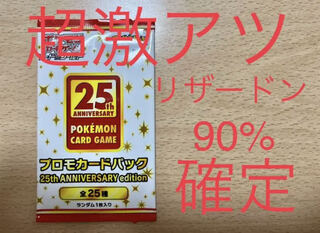 超激アツ
リザードン
90%
確定
25th
ANNIVERSARY
POKÉMON
CARD GAME
プロモカードパック
25th ANNIVERSARY edition
全25種
ランダム1枚入り